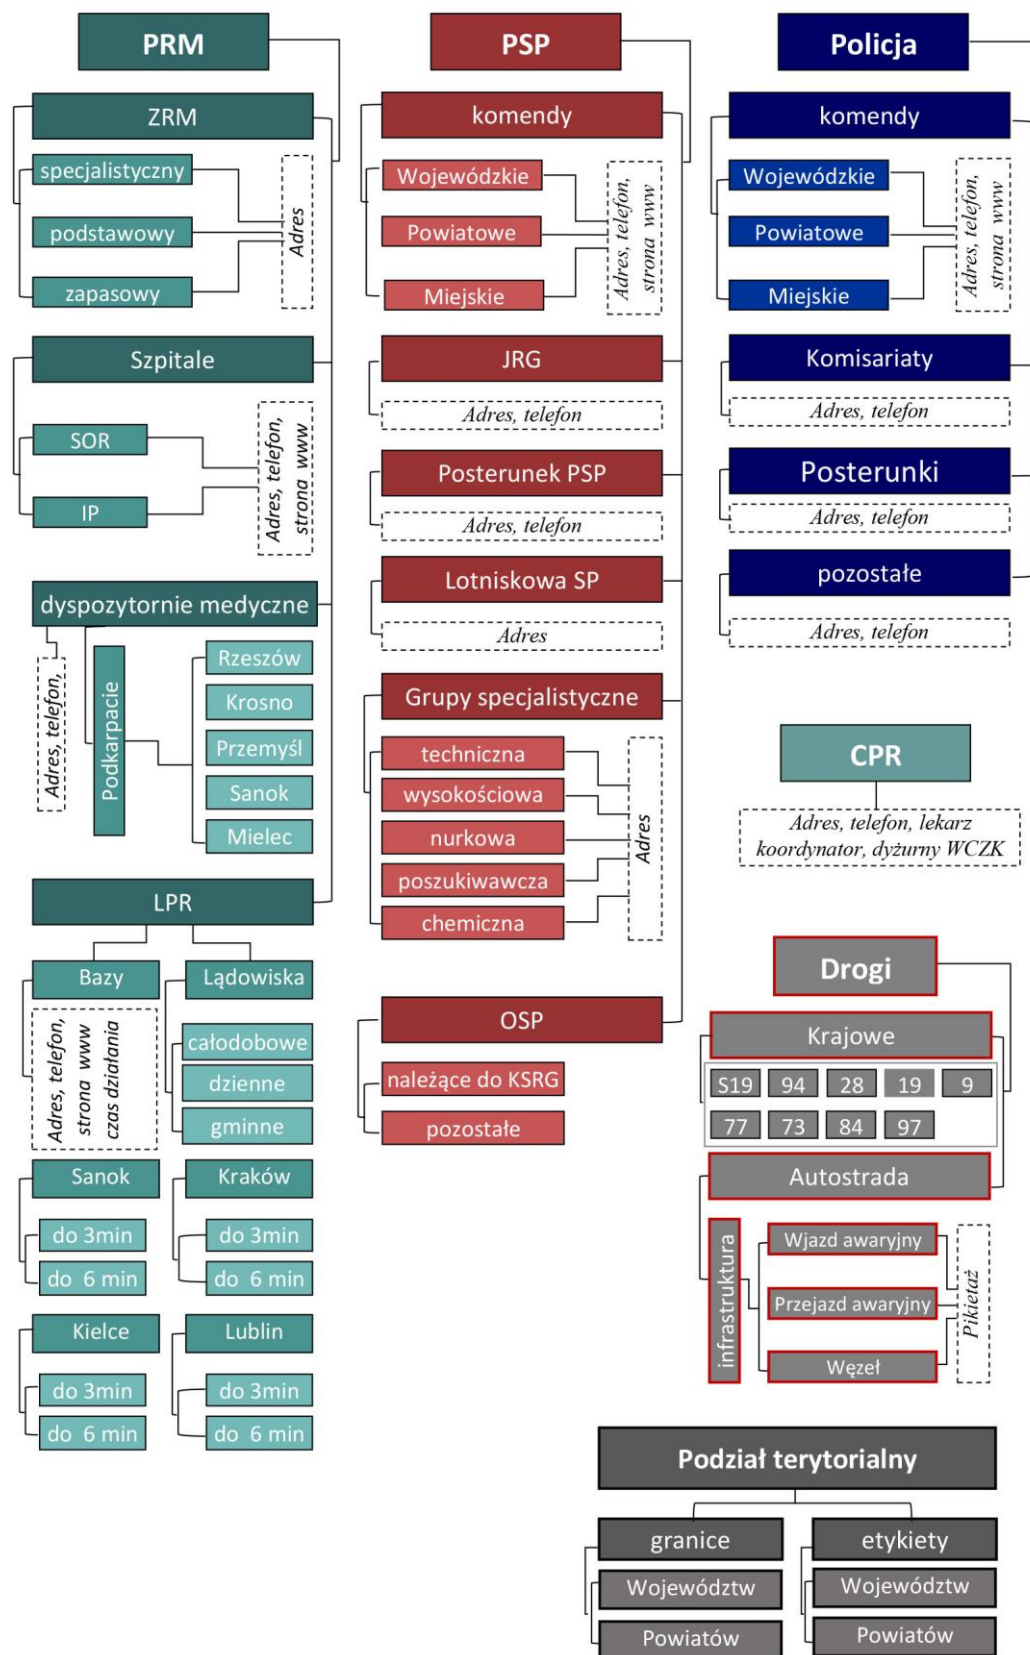 PRM
ZRM
specjalistyczny
podstawowy
zapasowy
Adres
Szpitale
SOR
IP
Adres, telefon,
strona www
dyspozytornie medyczne
Adres, telefon,
Podkarpacie
Rzeszów
Krosno
Przemyśl
Sanok
Mielec
LPR
Bazy
Adres, telefon,
strona www
czas działania
Lądowiska
całodobowe
dzienne
gminne
Sanok
do 3min
do 6 min
Kraków
do 3min
do 6 min
Kielce
do 3min
do 6 min
Lublin
do 3min
do 6 min
PSP
komendy
Wojewódzkie
Powiatowe
Miejskie
Adres, telefon,
strona www
JRG
Adres, telefon
Posterunek PSP
Adres, telefon
Lotniskowa SP
Adres
Grupy specjalistyczne
techniczna
wysokościowa
nurkowa
poszukiwawcza
chemiczna
Adres
OSP
należące do KSRG
pozostałe
Policja
komendy
Wojewódzkie
Powiatowe
Miejskie
Adres, telefon,
strona www
Komisariaty
Adres, telefon
Posterunki
Adres, telefon
pozostałe
Adres, telefon
CPR
Adres, telefon, lekarz
koordynator, dyżurny WCZK
Drogi
Krajowe
S19 94 28 19 9
77 73 84 97
Autostrada
infrastruktura
Wjazd awaryjny
Przejazd awaryjny
Węzeł
Pikietaż
Podział terytorialny
granice
Województw
Powiatów
etykiety
Województw
Powiatów